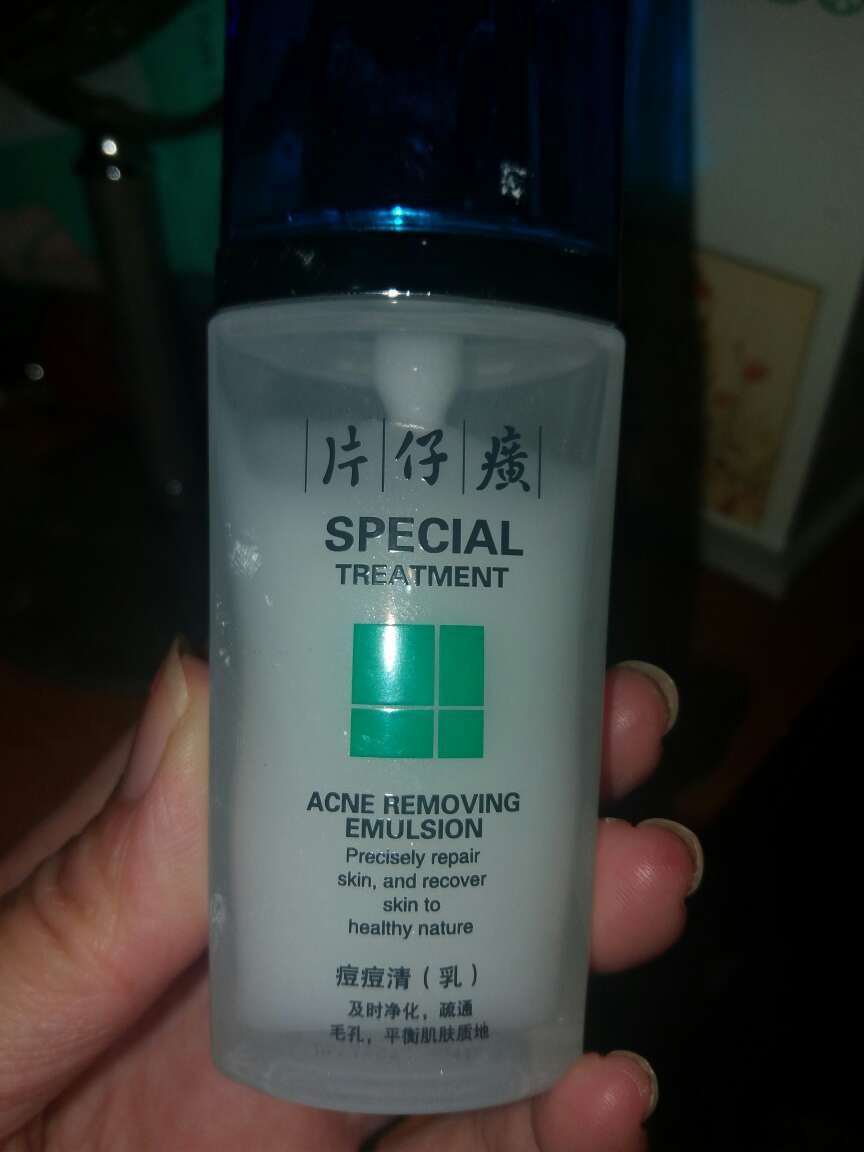 片仔癀
SPECIAL
TREATMENT
ACNE REMOVING
EMULSION
Precisely repair
skin, and recover
skin to
healthy nature
痘痘清（乳）
及时净化，疏通
毛孔，平衡肌肤质地